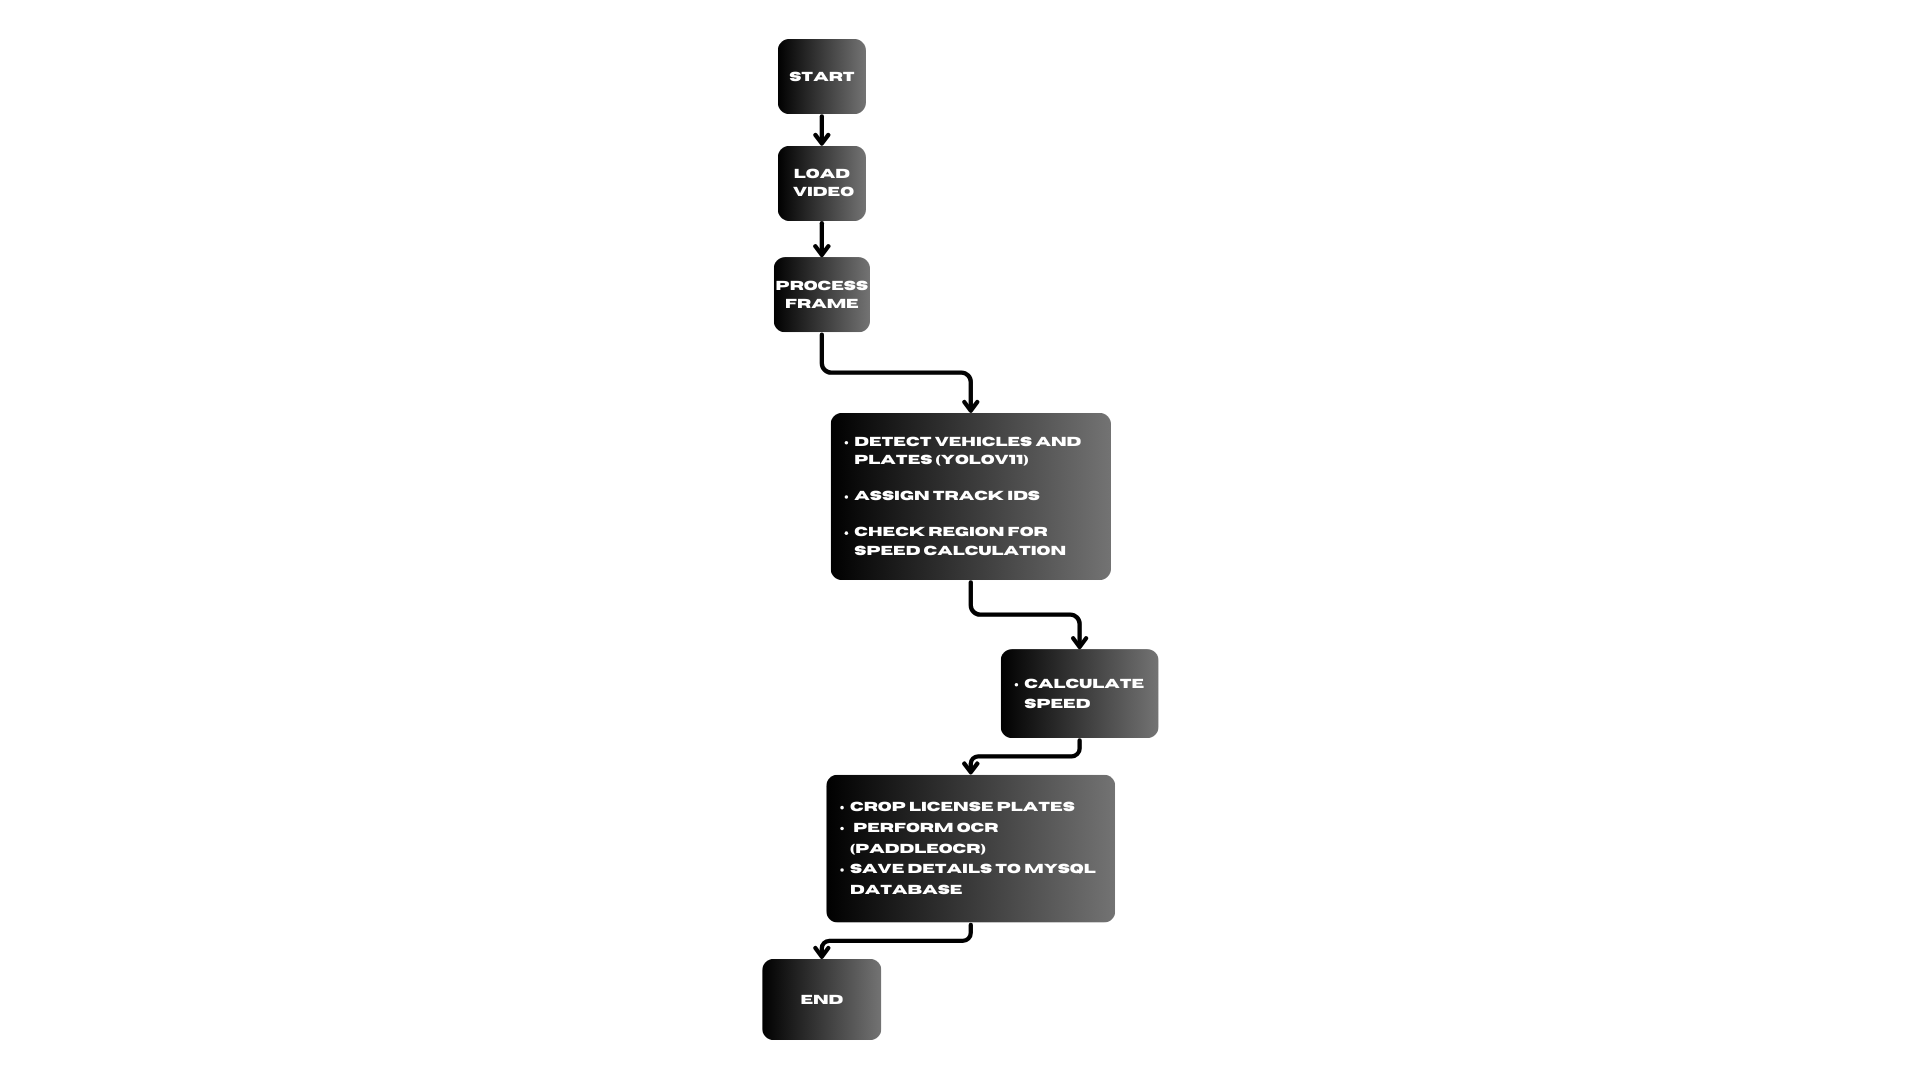 START
LOAD
VIDEO
PROCESS
FRAME
• DETECT VEHICLES AND
PLATES (YOLOV11)
• ASSIGN TRACK IDS
• CHECK REGION FOR
SPEED CALCULATION
• CALCULATE
SPEED
• CROP LICENSE PLATES
• PERFORM OCR
(PADDLEOCR)
• SAVE DETAILS TO MYSQL
DATABASE
END